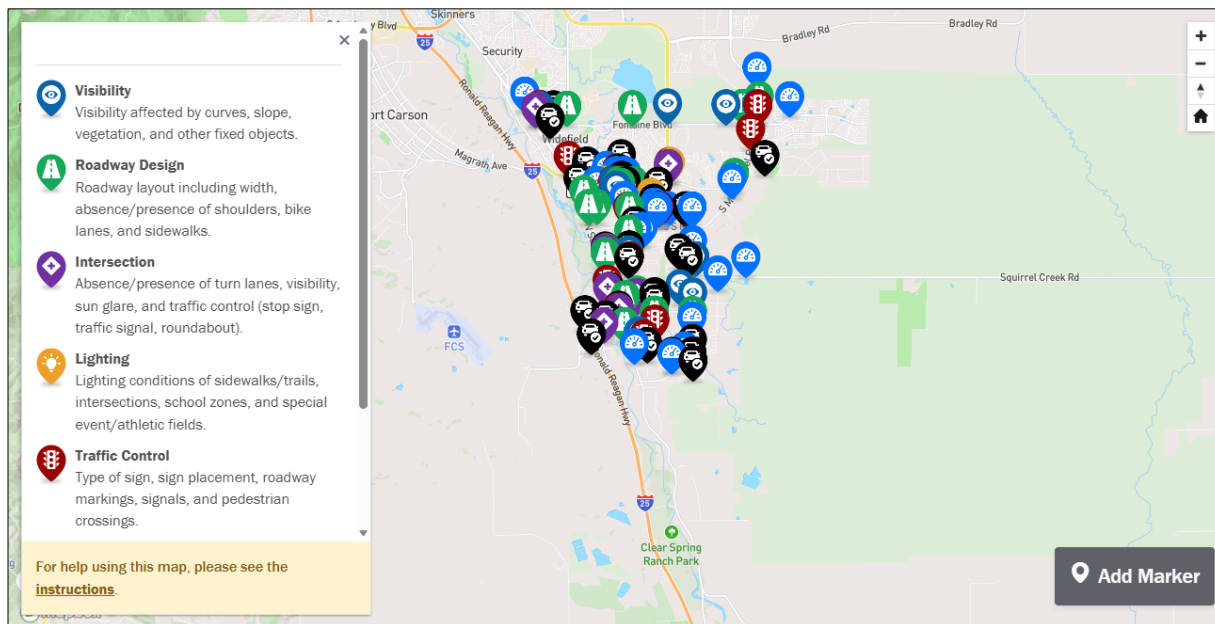 ×
Visibility
Visibility affected by curves, slope,
vegetation, and other fixed objects.
Roadway Design
Roadway layout including width,
absence/presence of shoulders, bike
lanes, and sidewalks.
Intersection
Absence/presence of turn lanes, visibility,
sun glare, and traffic control (stop sign,
traffic signal, roundabout).
Lighting
Lighting conditions of sidewalks/trails,
intersections, school zones, and special
event/athletic fields.
Traffic Control
Type of sign, sign placement, roadway
markings, signals, and pedestrian
crossings.
For help using this map, please see the
instructions.
Skinners
Blvd
25
Security
Bradley Rd
Bradley Rd
Ronald Reagan Hwy
ort Carson
Fontaine Blvd
Widefield
Magrath Ave
25
Squirrel Creek Rd
FCS
onald Reagan Hwy
25
Clear Spring
Ranch Park
+
−
Add Marker